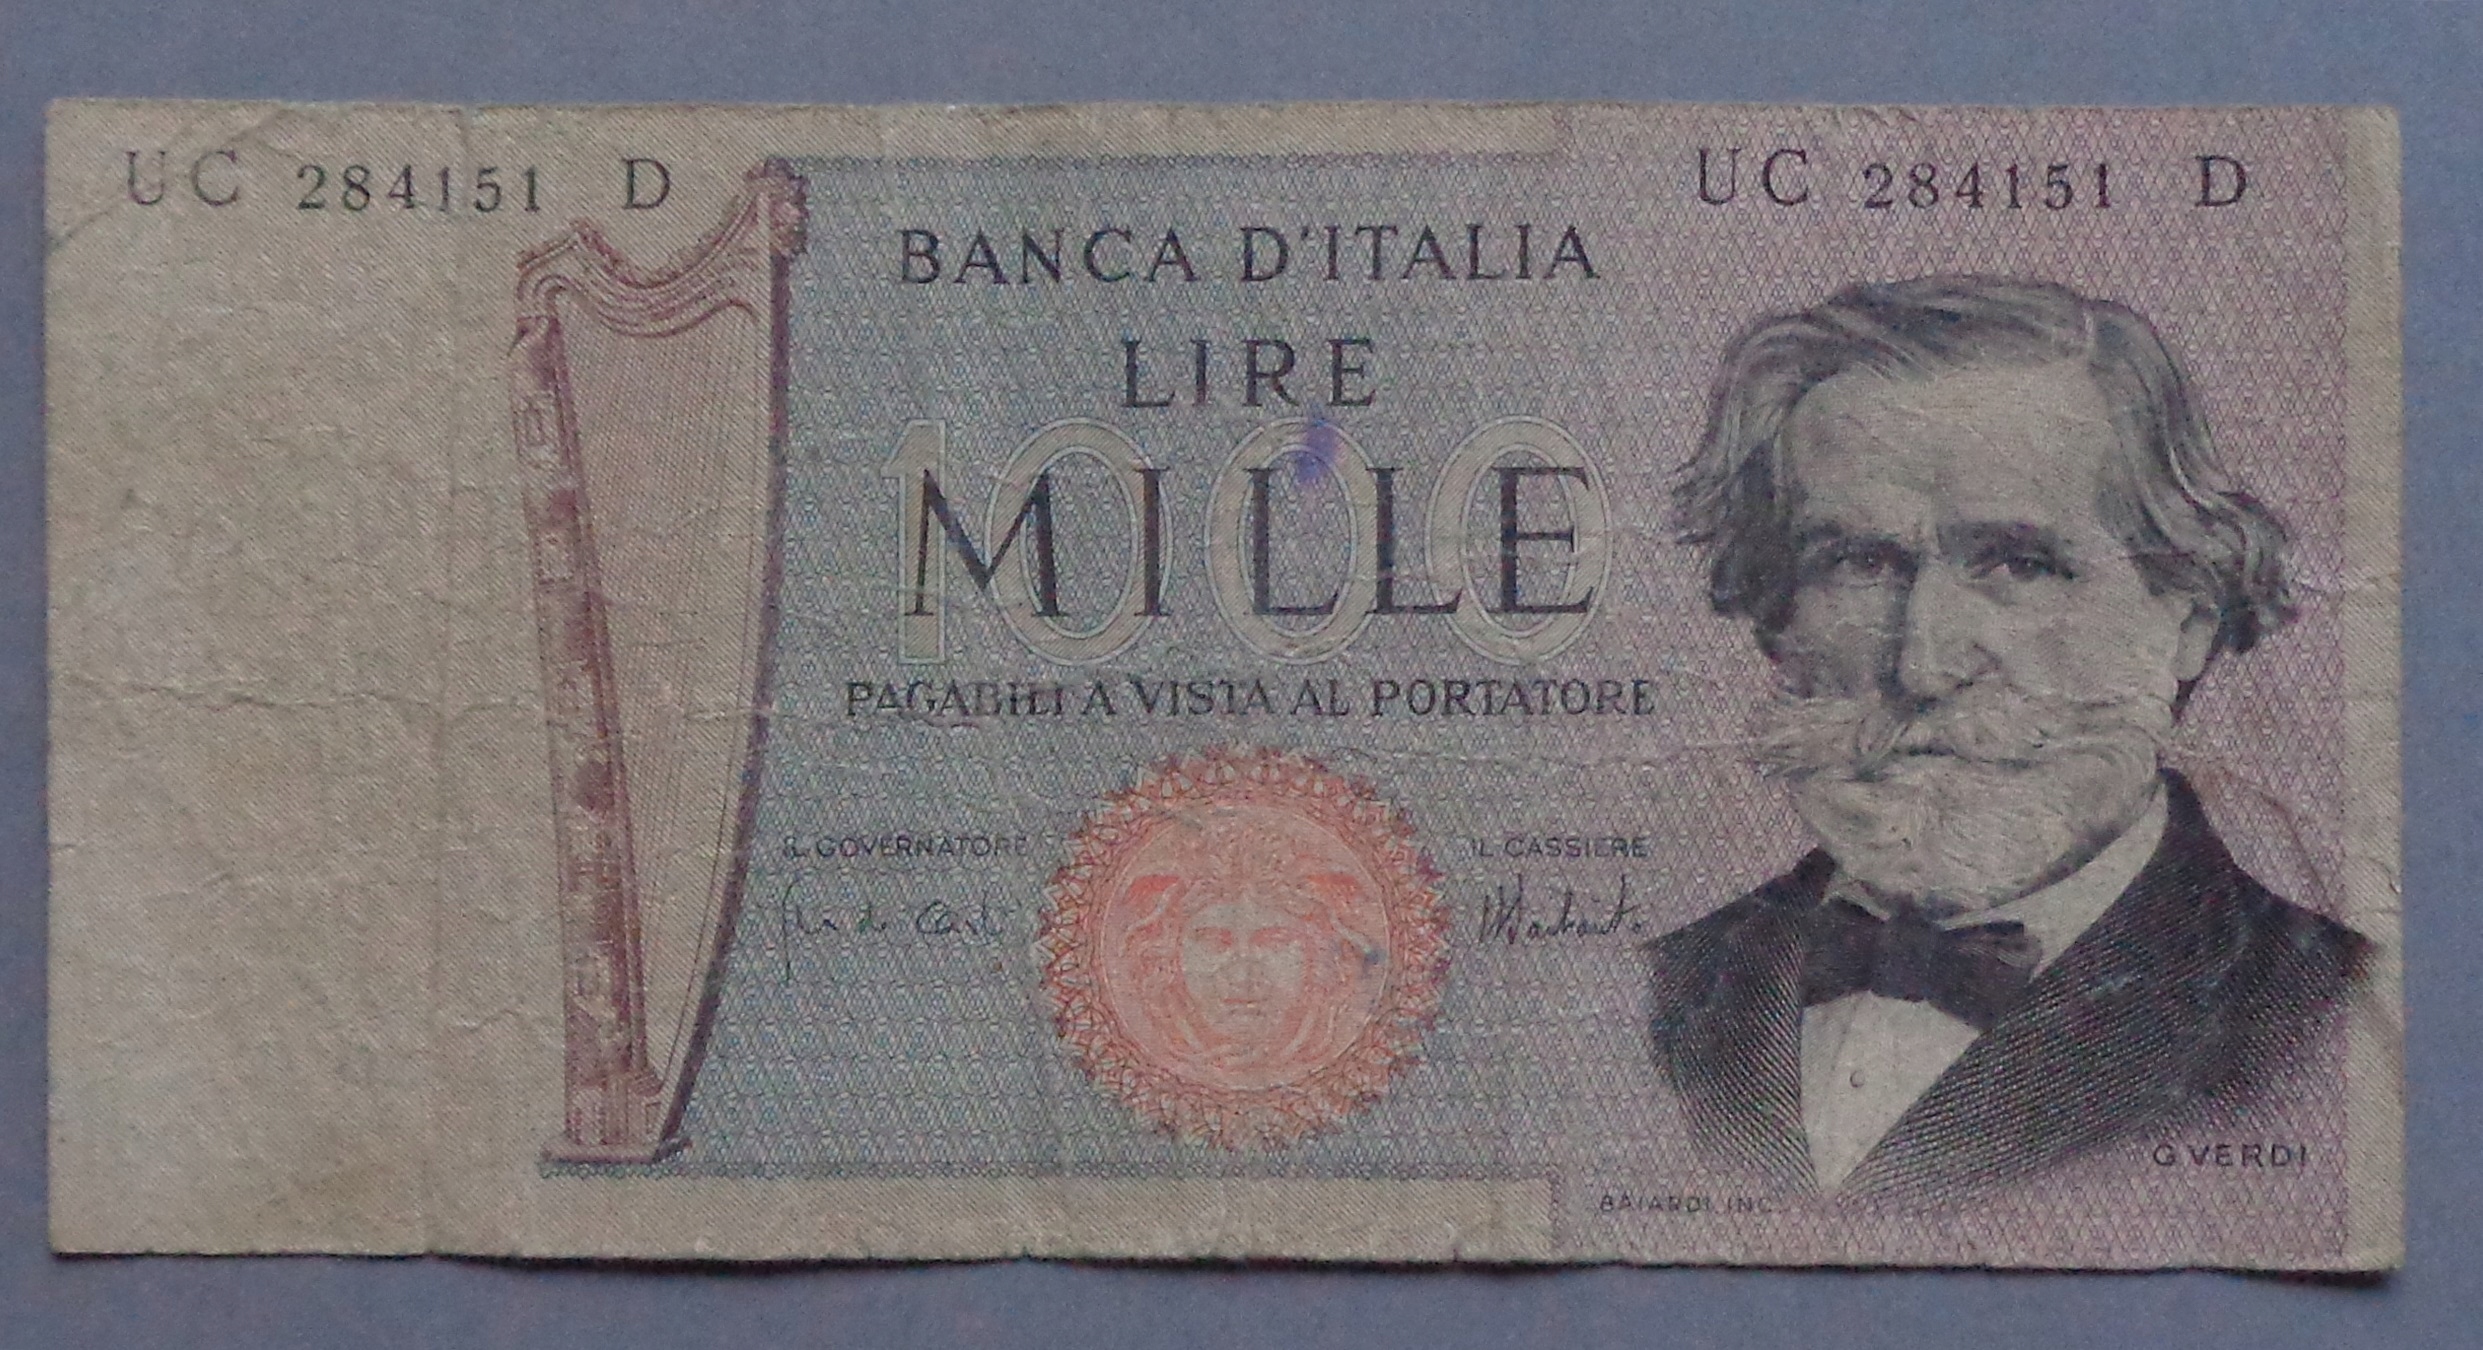 UC 284151 D
UC 284151 D
BANCA D'ITALIA
LIRE
1000
MILLE
PAGABILI A VISTA AL PORTATORE
IL GOVERNATORE
IL CASSIERE
G. VERDI
BAIARDI. INC.